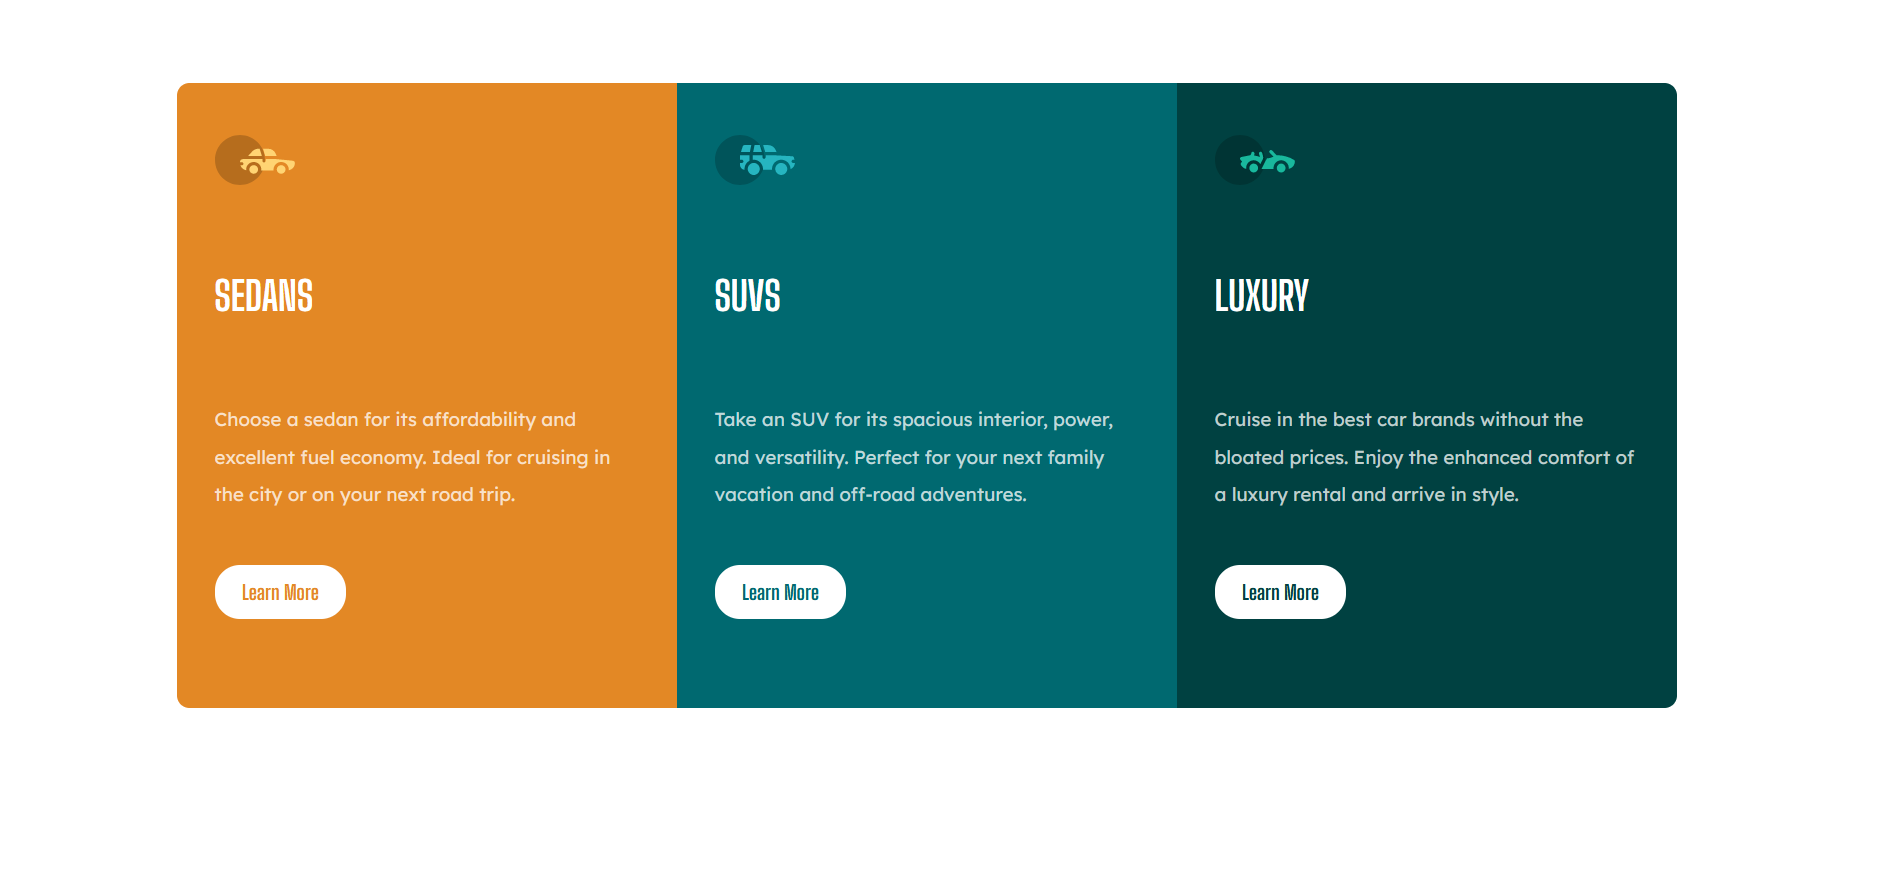 SEDANS
Choose a sedan for its affordability and
excellent fuel economy. Ideal for cruising in
the city or on your next road trip.
Learn More
SUVS
Take an SUV for its spacious interior, power,
and versatility. Perfect for your next family
vacation and off-road adventures.
Learn More
LUXURY
Cruise in the best car brands without the
bloated prices. Enjoy the enhanced comfort of
a luxury rental and arrive in style.
Learn More